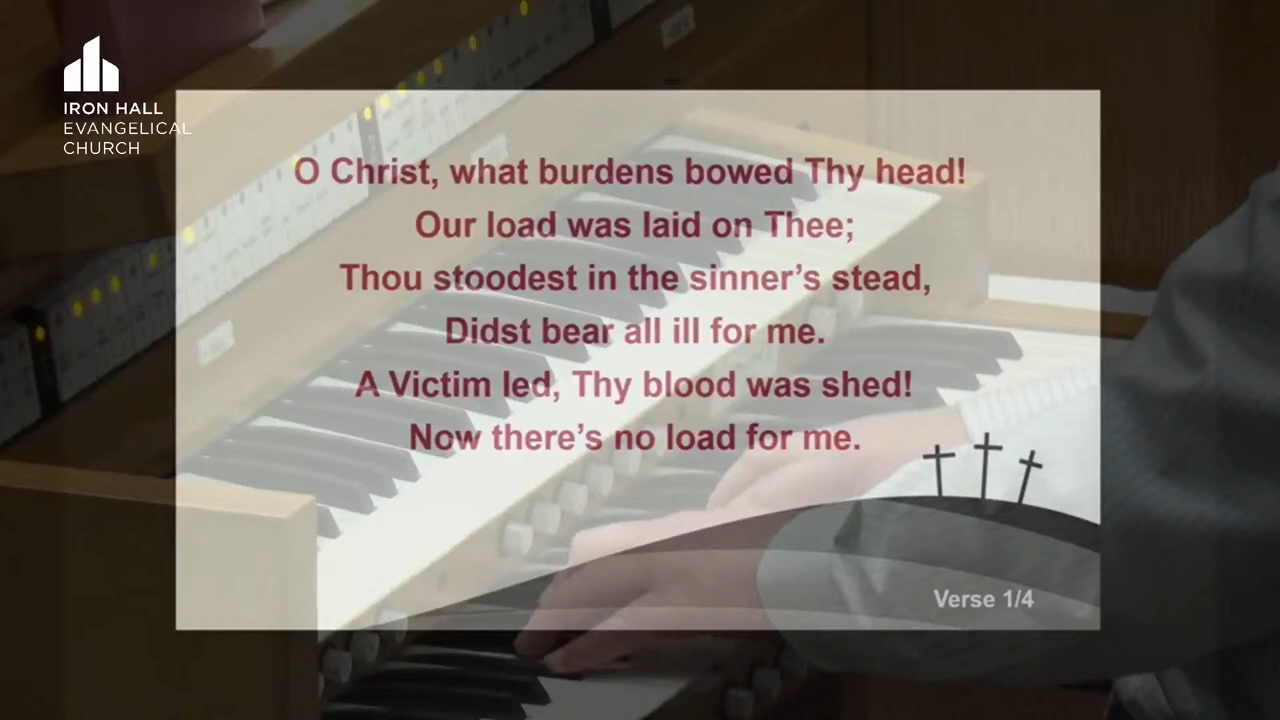 IRON HALL
EVANGELICAL
CHURCH
O Christ, what burdens bowed Thy head!
Our load was laid on Thee;
Thou stoodest in the sinner’s stead,
Didst bear all ill for me.
A Victim led, Thy blood was shed!
Now there’s no load for me.
Verse 1/4